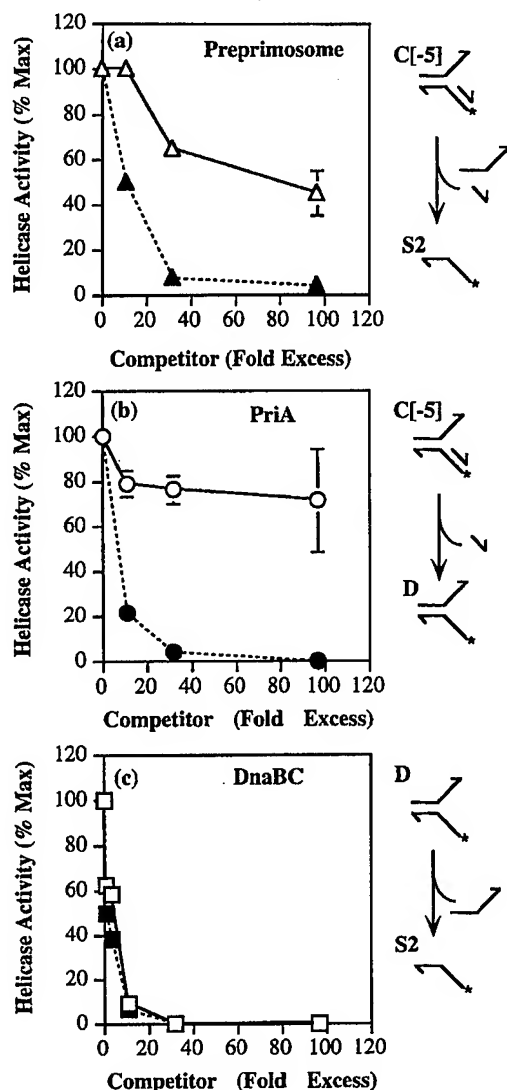 (a)
Preprimosome
Helicase Activity (% Max)
120
100
80
60
40
20
0
0 20 40 60 80 100 120
Competitor (Fold Excess)
C[-5]
*
S2
*
(b)
PriA
Helicase Activity (% Max)
120
100
80
60
40
20
0
0 20 40 60 80 100 120
Competitor (Fold Excess)
C[-5]
*
D
*
(c)
DnaBC
Helicase Activity (% Max)
120
100
80
60
40
20
0
0 20 40 60 80 100 120
Competitor (Fold Excess)
D
*
S2
*